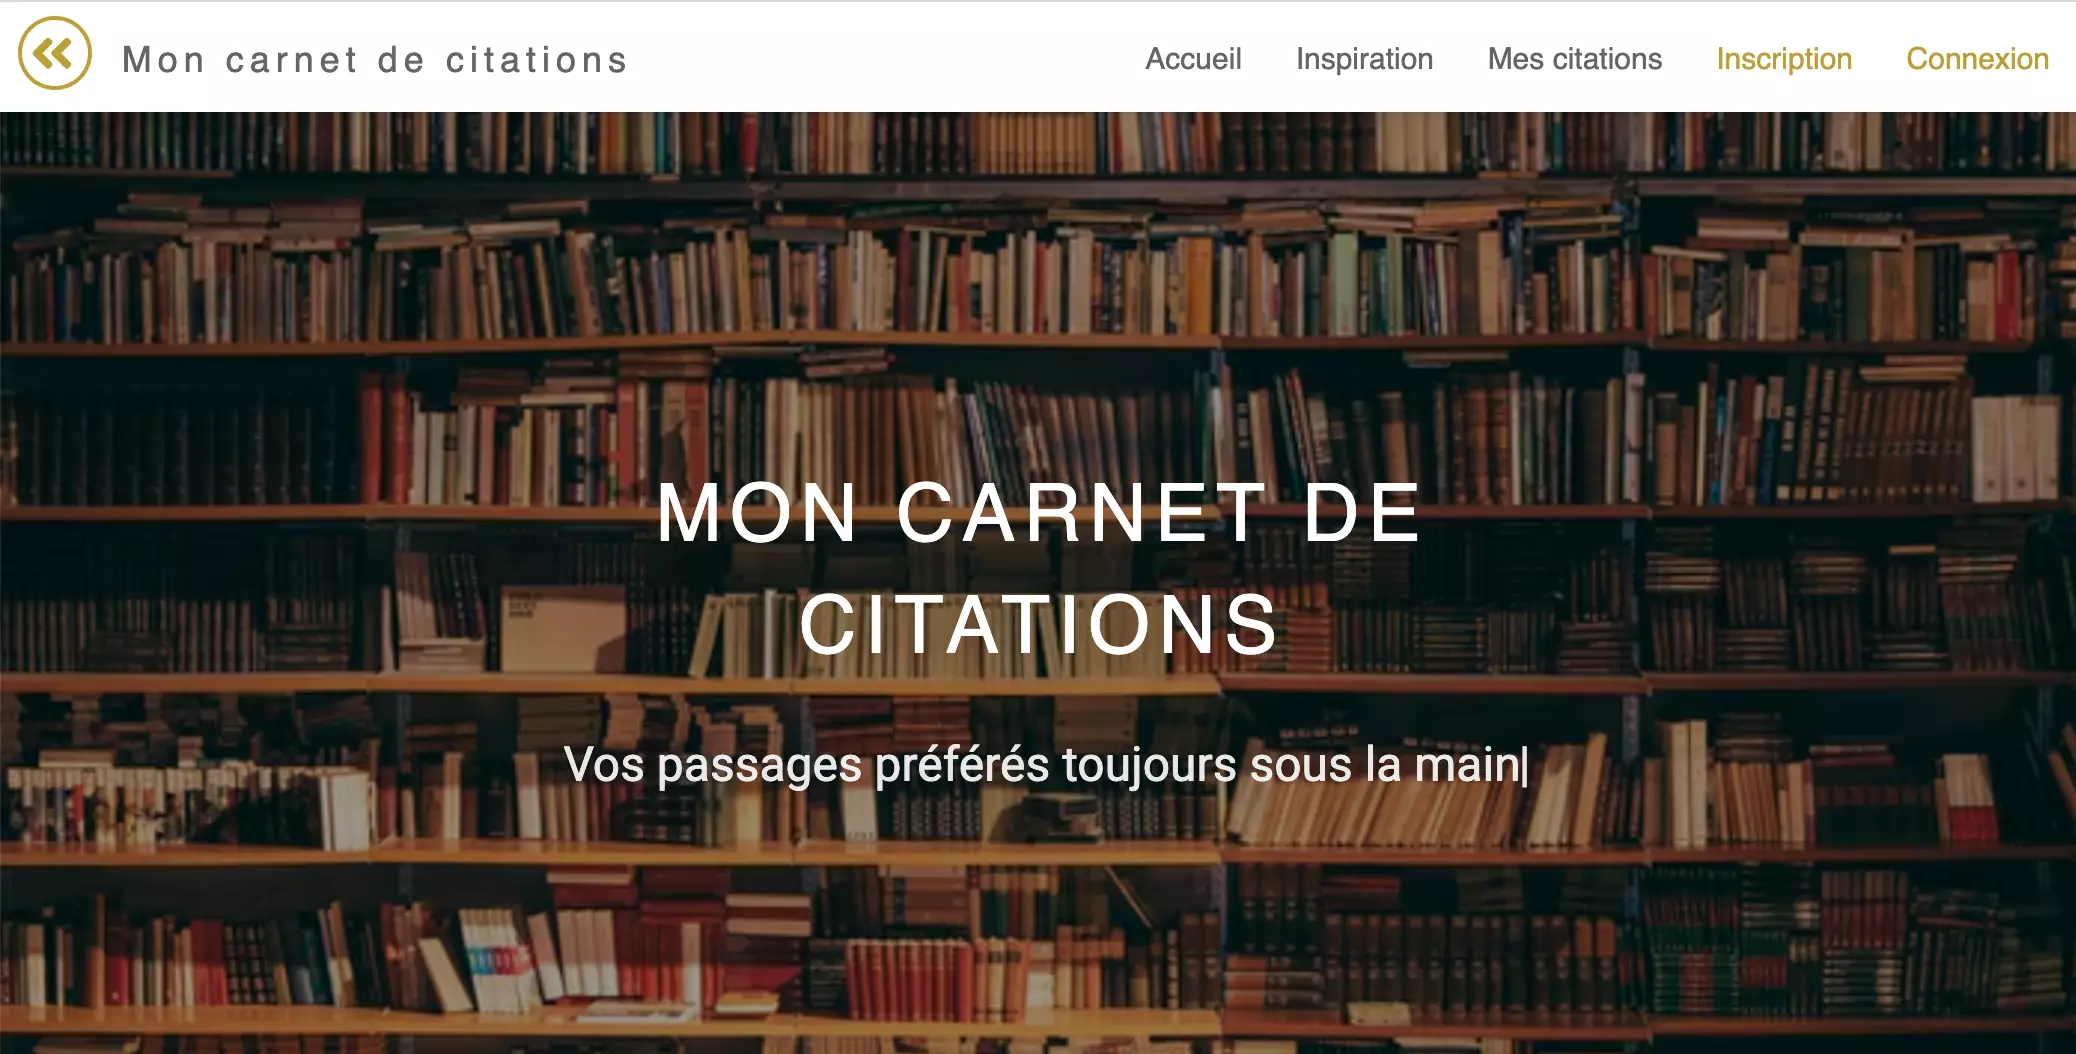 Mon carnet de citations
Accueil Inspiration Mes citations Inscription Connexion
MON CARNET DE
CITATIONS
Vos passages préférés toujours sous la main|